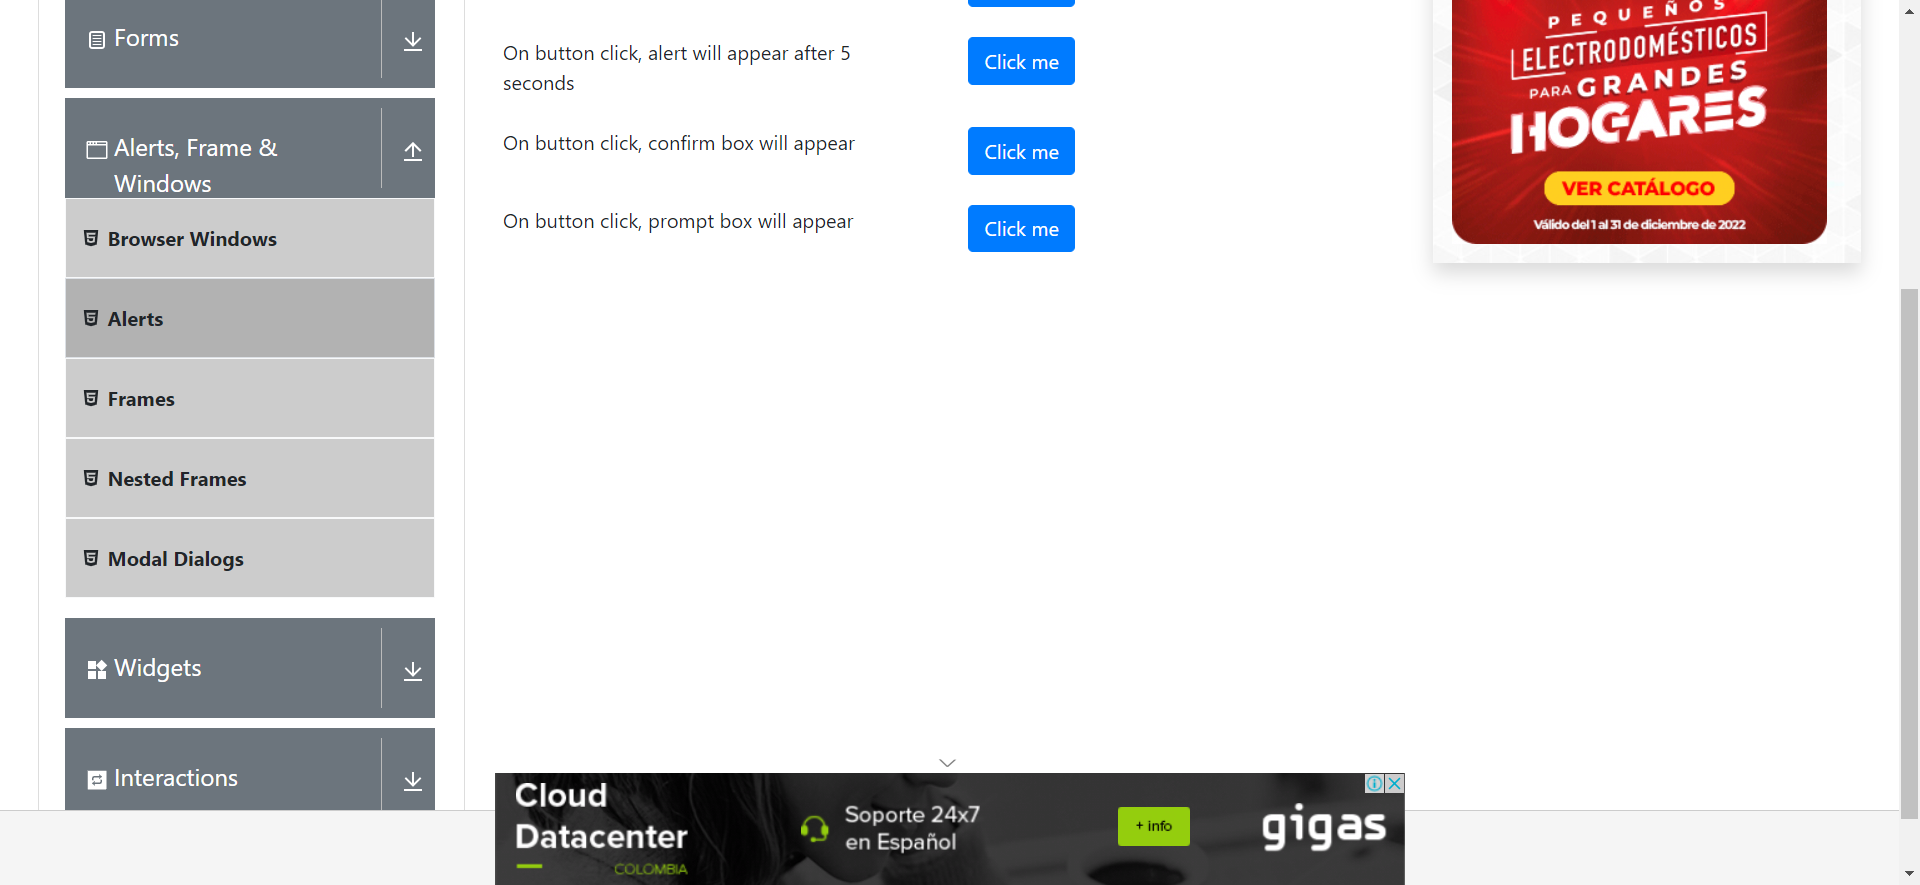 Forms
Alerts, Frame &
Windows
Browser Windows
Alerts
Frames
Nested Frames
Modal Dialogs
Widgets
Interactions
On button click, alert will appear after 5
seconds
Click me
On button click, confirm box will appear
Click me
On button click, prompt box will appear
Click me
PEQUEÑOS
ELECTRODOMÉSTICOS
PARA GRANDES
HOGARES
VER CATÁLOGO
Válido del 1 al 31 de diciembre de 2022
Cloud
Datacenter
COLOMBIA
Soporte 24x7
en Español
+ info
gigas